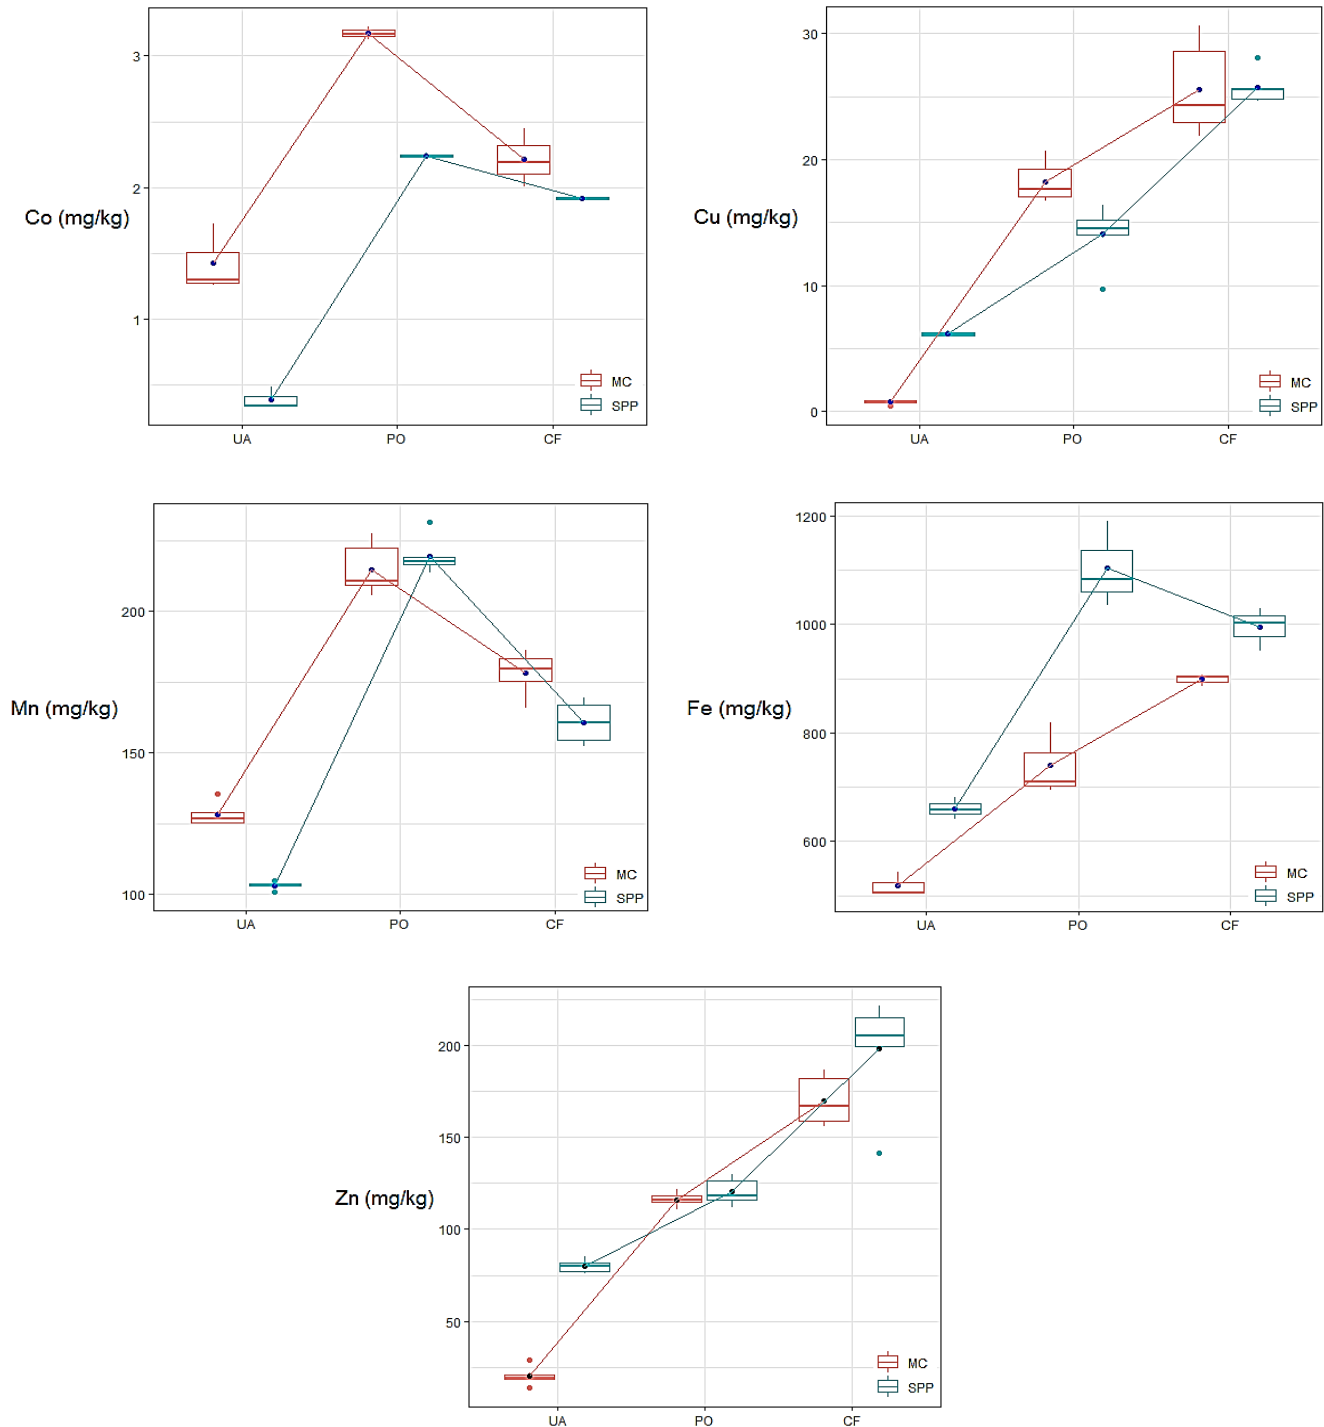 3
2
1
Co (mg/kg)
MC
SPP
UA PO CF
30
20
10
0
Cu (mg/kg)
MC
SPP
UA PO CF
200
150
100
Mn (mg/kg)
MC
SPP
UA PO CF
1200
1000
800
600
Fe (mg/kg)
MC
SPP
UA PO CF
200
150
100
50
Zn (mg/kg)
MC
SPP
UA PO CF